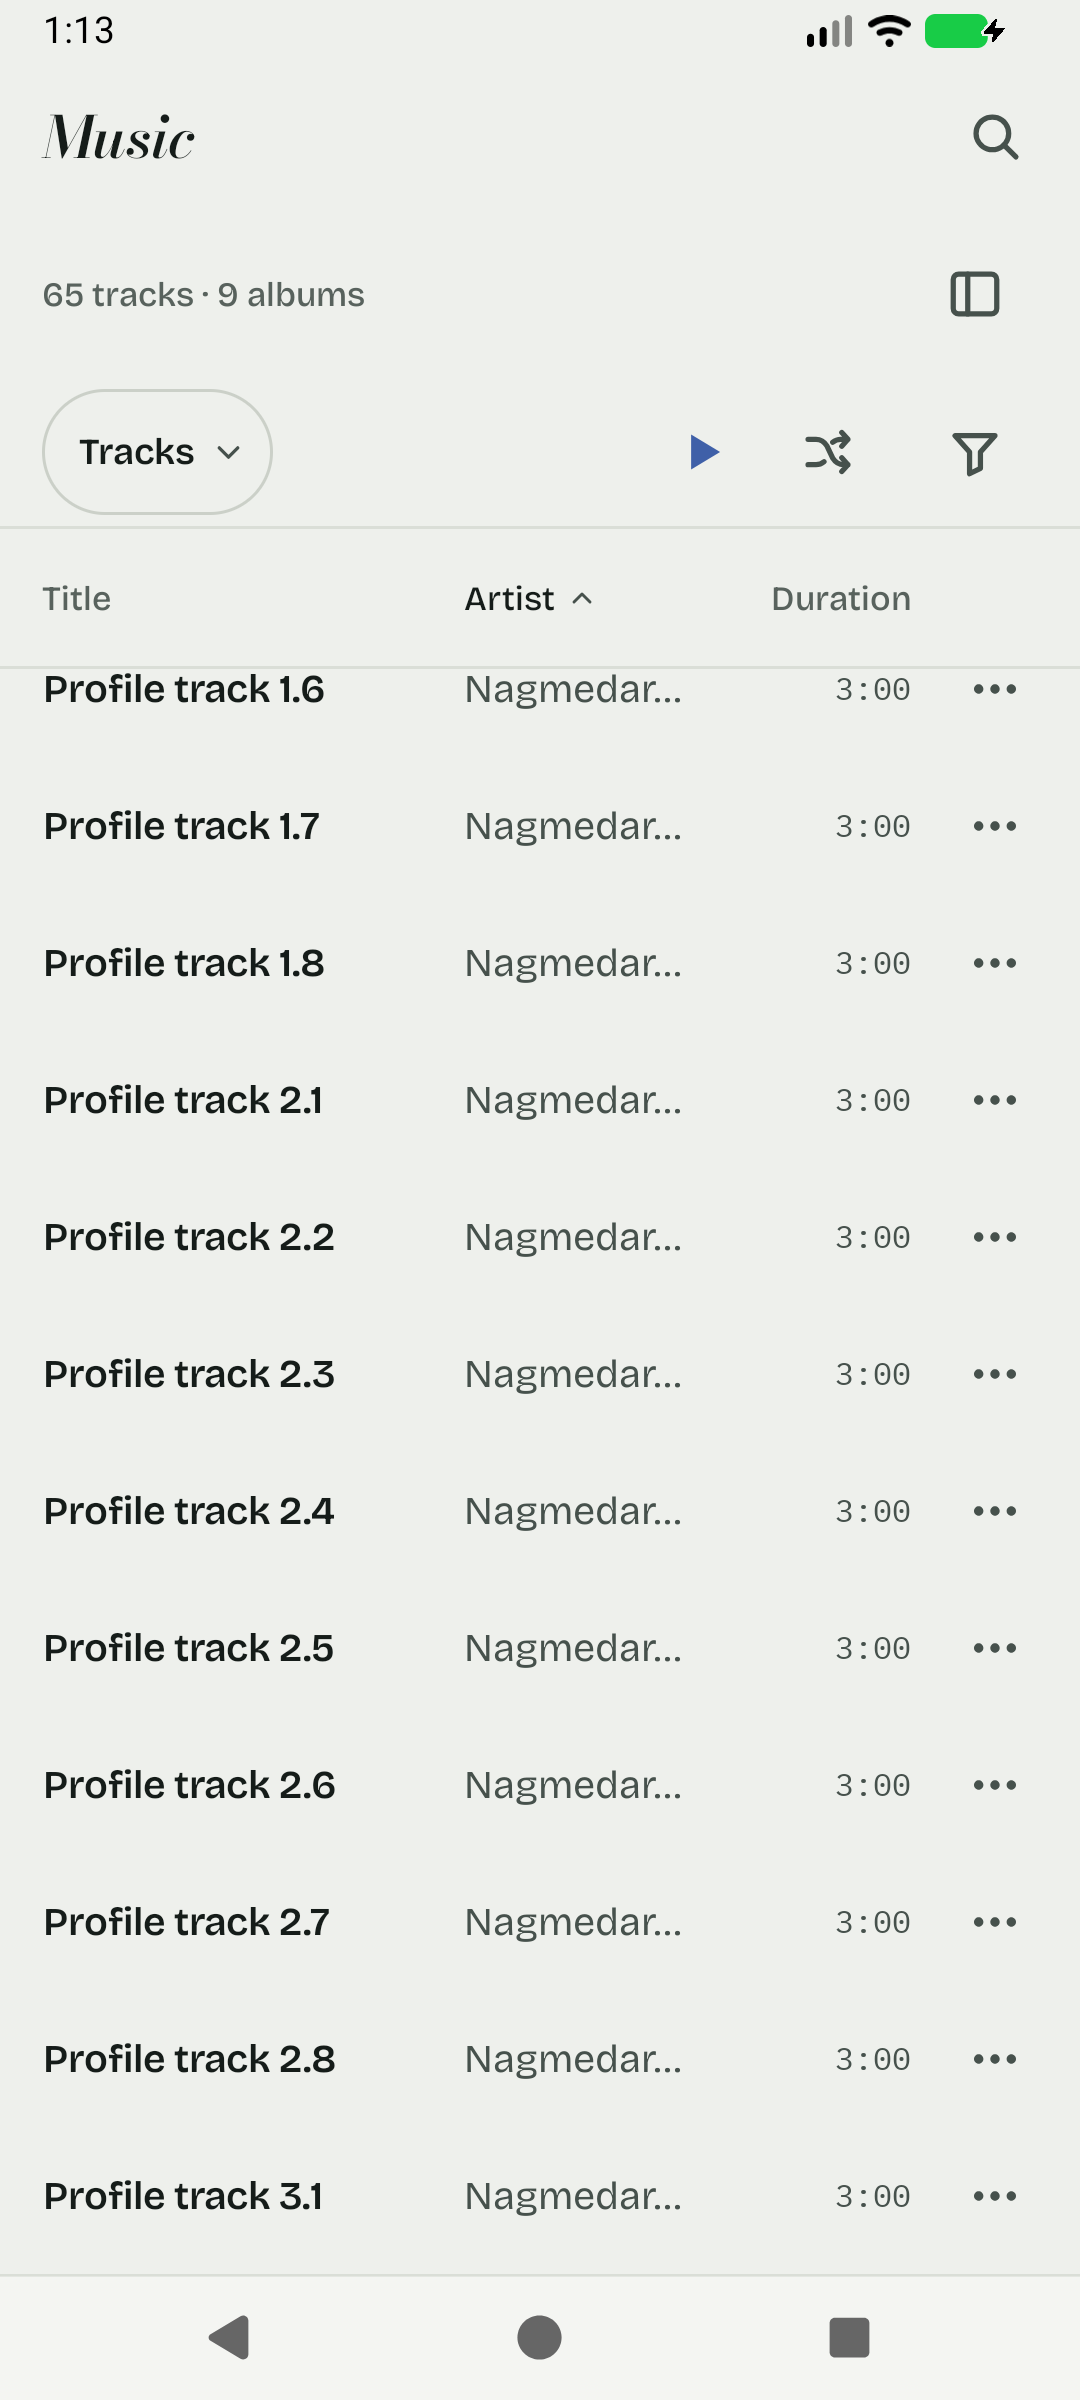 1:13
Music
65 tracks · 9 albums
Tracks
Title Artist Duration
Profile track 1.6 Nagmedar... 3:00
Profile track 1.7 Nagmedar... 3:00
Profile track 1.8 Nagmedar... 3:00
Profile track 2.1 Nagmedar... 3:00
Profile track 2.2 Nagmedar... 3:00
Profile track 2.3 Nagmedar... 3:00
Profile track 2.4 Nagmedar... 3:00
Profile track 2.5 Nagmedar... 3:00
Profile track 2.6 Nagmedar... 3:00
Profile track 2.7 Nagmedar... 3:00
Profile track 2.8 Nagmedar... 3:00
Profile track 3.1 Nagmedar... 3:00